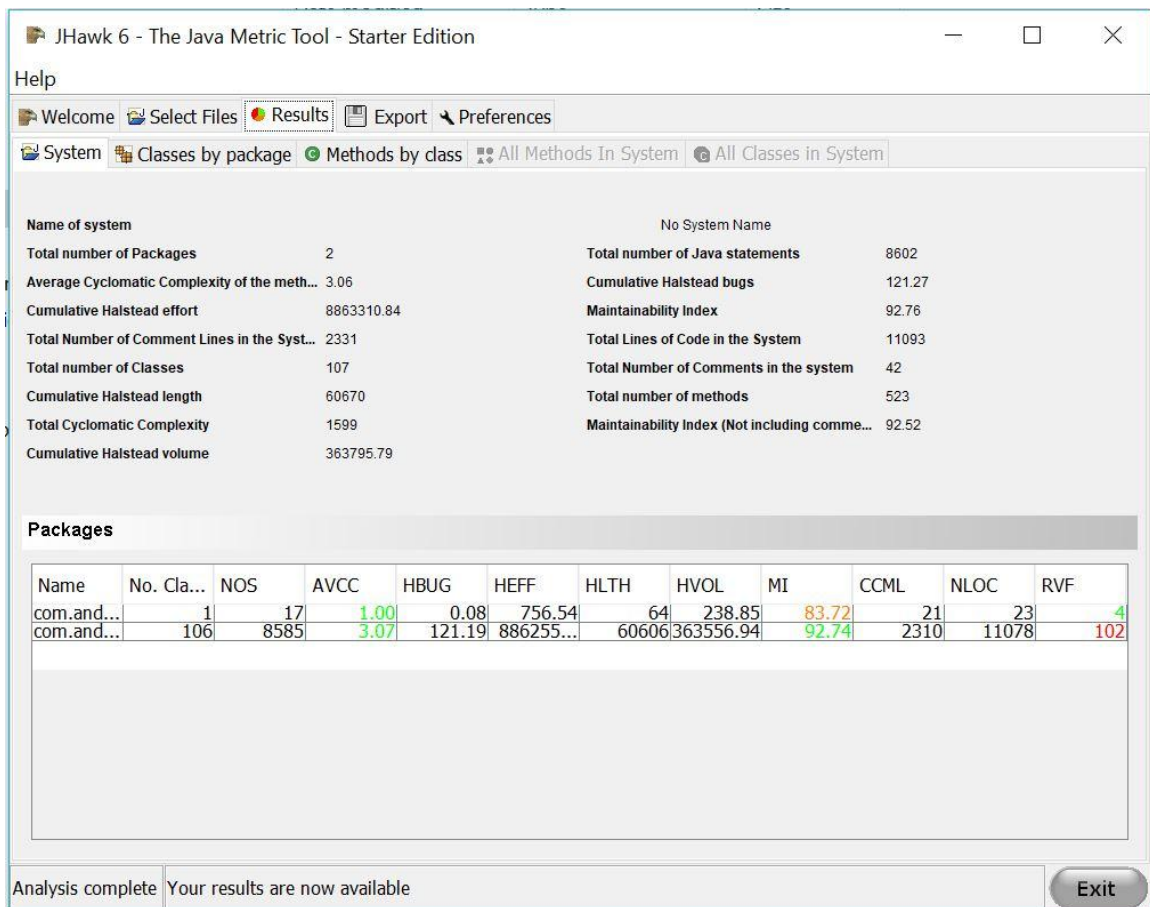 JHawk 6 - The Java Metric Tool - Starter Edition
Help
Welcome Select Files Results Export Preferences
System Classes by package Methods by class All Methods In System All Classes in System
Name of system No System Name
Total number of Packages 2 Total number of Java statements 8602
Average Cyclomatic Complexity of the meth... 3.06 Cumulative Halstead bugs 121.27
Cumulative Halstead effort 8863310.84 Maintainability Index 92.76
Total Number of Comment Lines in the Syst... 2331 Total Lines of Code in the System 11093
Total number of Classes 107 Total Number of Comments in the system 42
Cumulative Halstead length 60670 Total number of methods 523
Total Cyclomatic Complexity 1599 Maintainability Index (Not including comme... 92.52
Cumulative Halstead volume 363795.79
Packages
Name No. Cla... NOS AVCC HBUG HEFF HLTH HVOL MI CCML NLOC RVF
com.and... 1 17 1.00 0.08 756.54 64 238.85 83.72 21 23 4
com.and... 106 8585 3.07 121.19 886255... 60606 363556.94 92.74 2310 11078 102
Analysis complete Your results are now available Exit